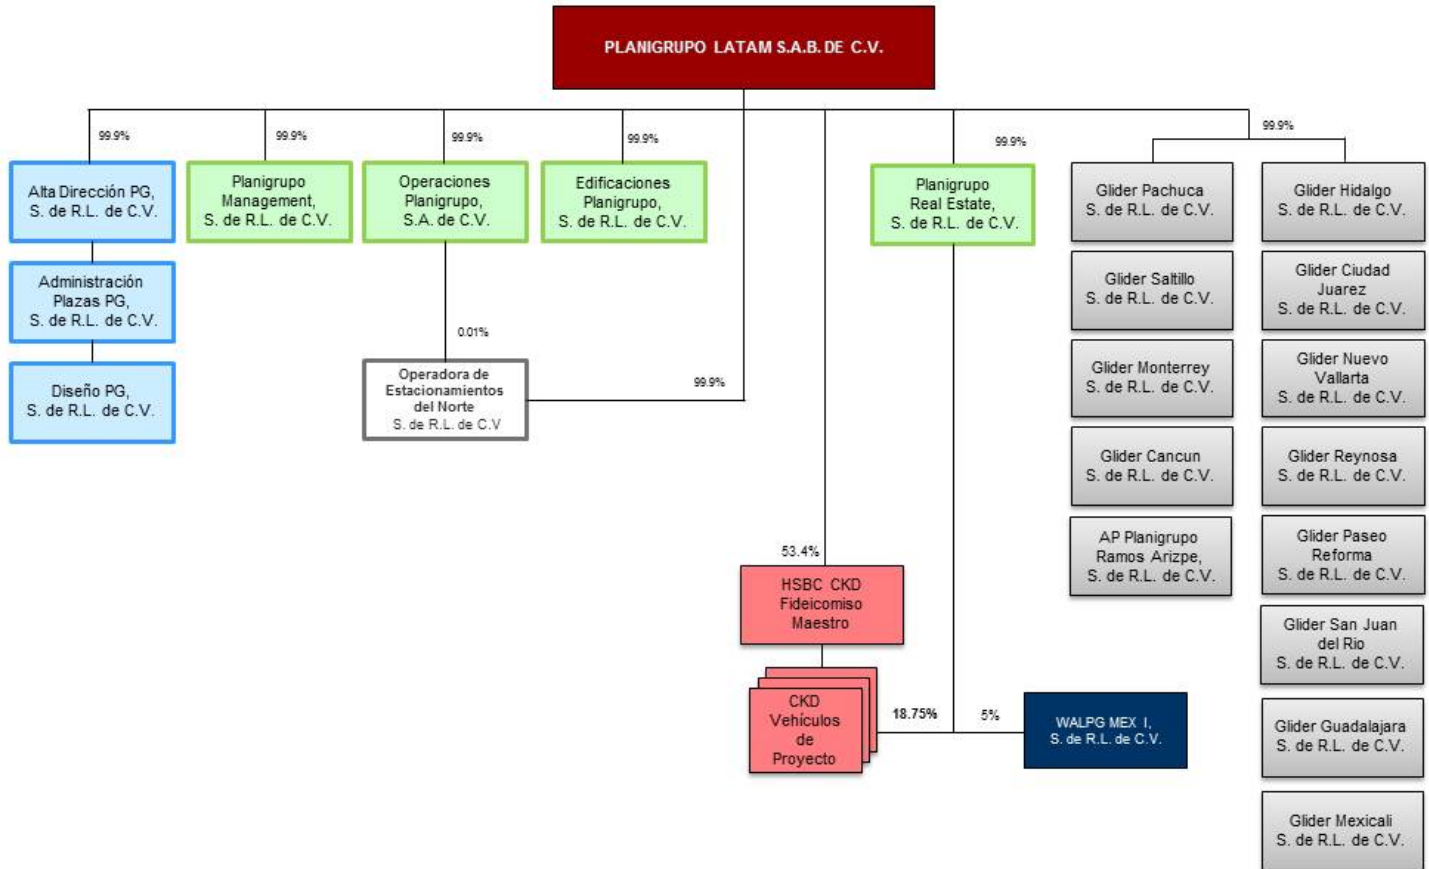 PLANIGRUPO LATAM S.A.B. DE C.V.
99.9%
99.9%
99.9%
99.9%
99.9%
99.9%
Alta Dirección PG,
S. de R.L. de C.V.
Planigrupo
Management,
S. de R.L. de C.V.
Operaciones
Planigrupo,
S.A. de C.V.
Edificaciones
Planigrupo,
S. de R.L. de C.V.
Planigrupo
Real Estate,
S. de R.L. de C.V.
Glider Pachuca
S. de R.L. de C.V.
Glider Hidalgo
S. de R.L. de C.V.
Administración
Plazas PG,
S. de R.L. de C.V.
Glider Saltillo
S. de R.L. de C.V.
Glider Ciudad
Juarez
S. de R.L. de C.V.
0.01%
Diseño PG,
S. de R.L. de C.V.
Operadora de
Estacionamientos
del Norte
S. de R.L. de C.V
99.9%
Glider Monterrey
S. de R.L. de C.V.
Glider Nuevo
Vallarta
S. de R.L. de C.V.
Glider Cancun
S. de R.L. de C.V.
Glider Reynosa
S. de R.L. de C.V.
53.4%
HSBC CKD
Fideicomiso
Maestro
AP Planigrupo
Ramos Arizpe,
S. de R.L. de C.V.
Glider Paseo
Reforma
S. de R.L. de C.V.
Glider San Juan
del Rio
S. de R.L. de C.V.
CKD
Vehículos
de
Proyecto
18.75%
5%
WALPG MEX I,
S. de R.L. de C.V.
Glider Guadalajara
S. de R.L. de C.V.
Glider Mexicali
S. de R.L. de C.V.